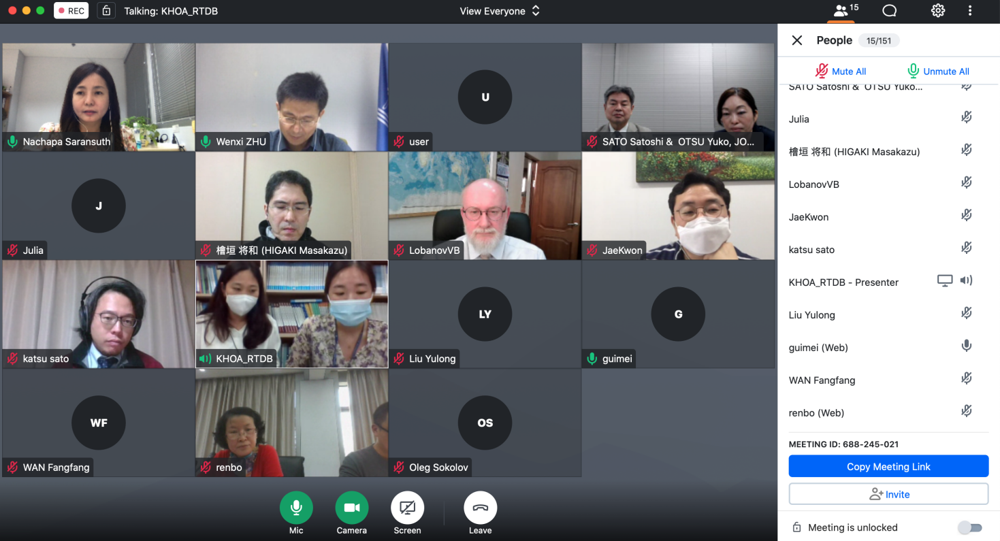 REC
Talking: KHOA_RTDB
View Everyone
15
People 15/151
Mute All
Unmute All
Nachapa Saransuth
Wenxi ZHU
U
user
SATO Satoshi & OTSU Yuko, JO...
J
Julia
檜垣 将和 (HIGAKI Masakazu)
LobanovVB
JaeKwon
katsu sato
KHOA_RTDB
LY
Liu Yulong
G
guimei
WF
WAN Fangfang
renbo
OS
Oleg Sokolov
Mic
Camera
Screen
Leave
SATO Satoshi & OTSU Yuko...
Julia
檜垣 将和 (HIGAKI Masakazu)
LobanovVB
JaeKwon
katsu sato
KHOA_RTDB - Presenter
Liu Yulong
guimei (Web)
WAN Fangfang
renbo (Web)
MEETING ID: 688-245-021
Copy Meeting Link
Invite
Meeting is unlocked